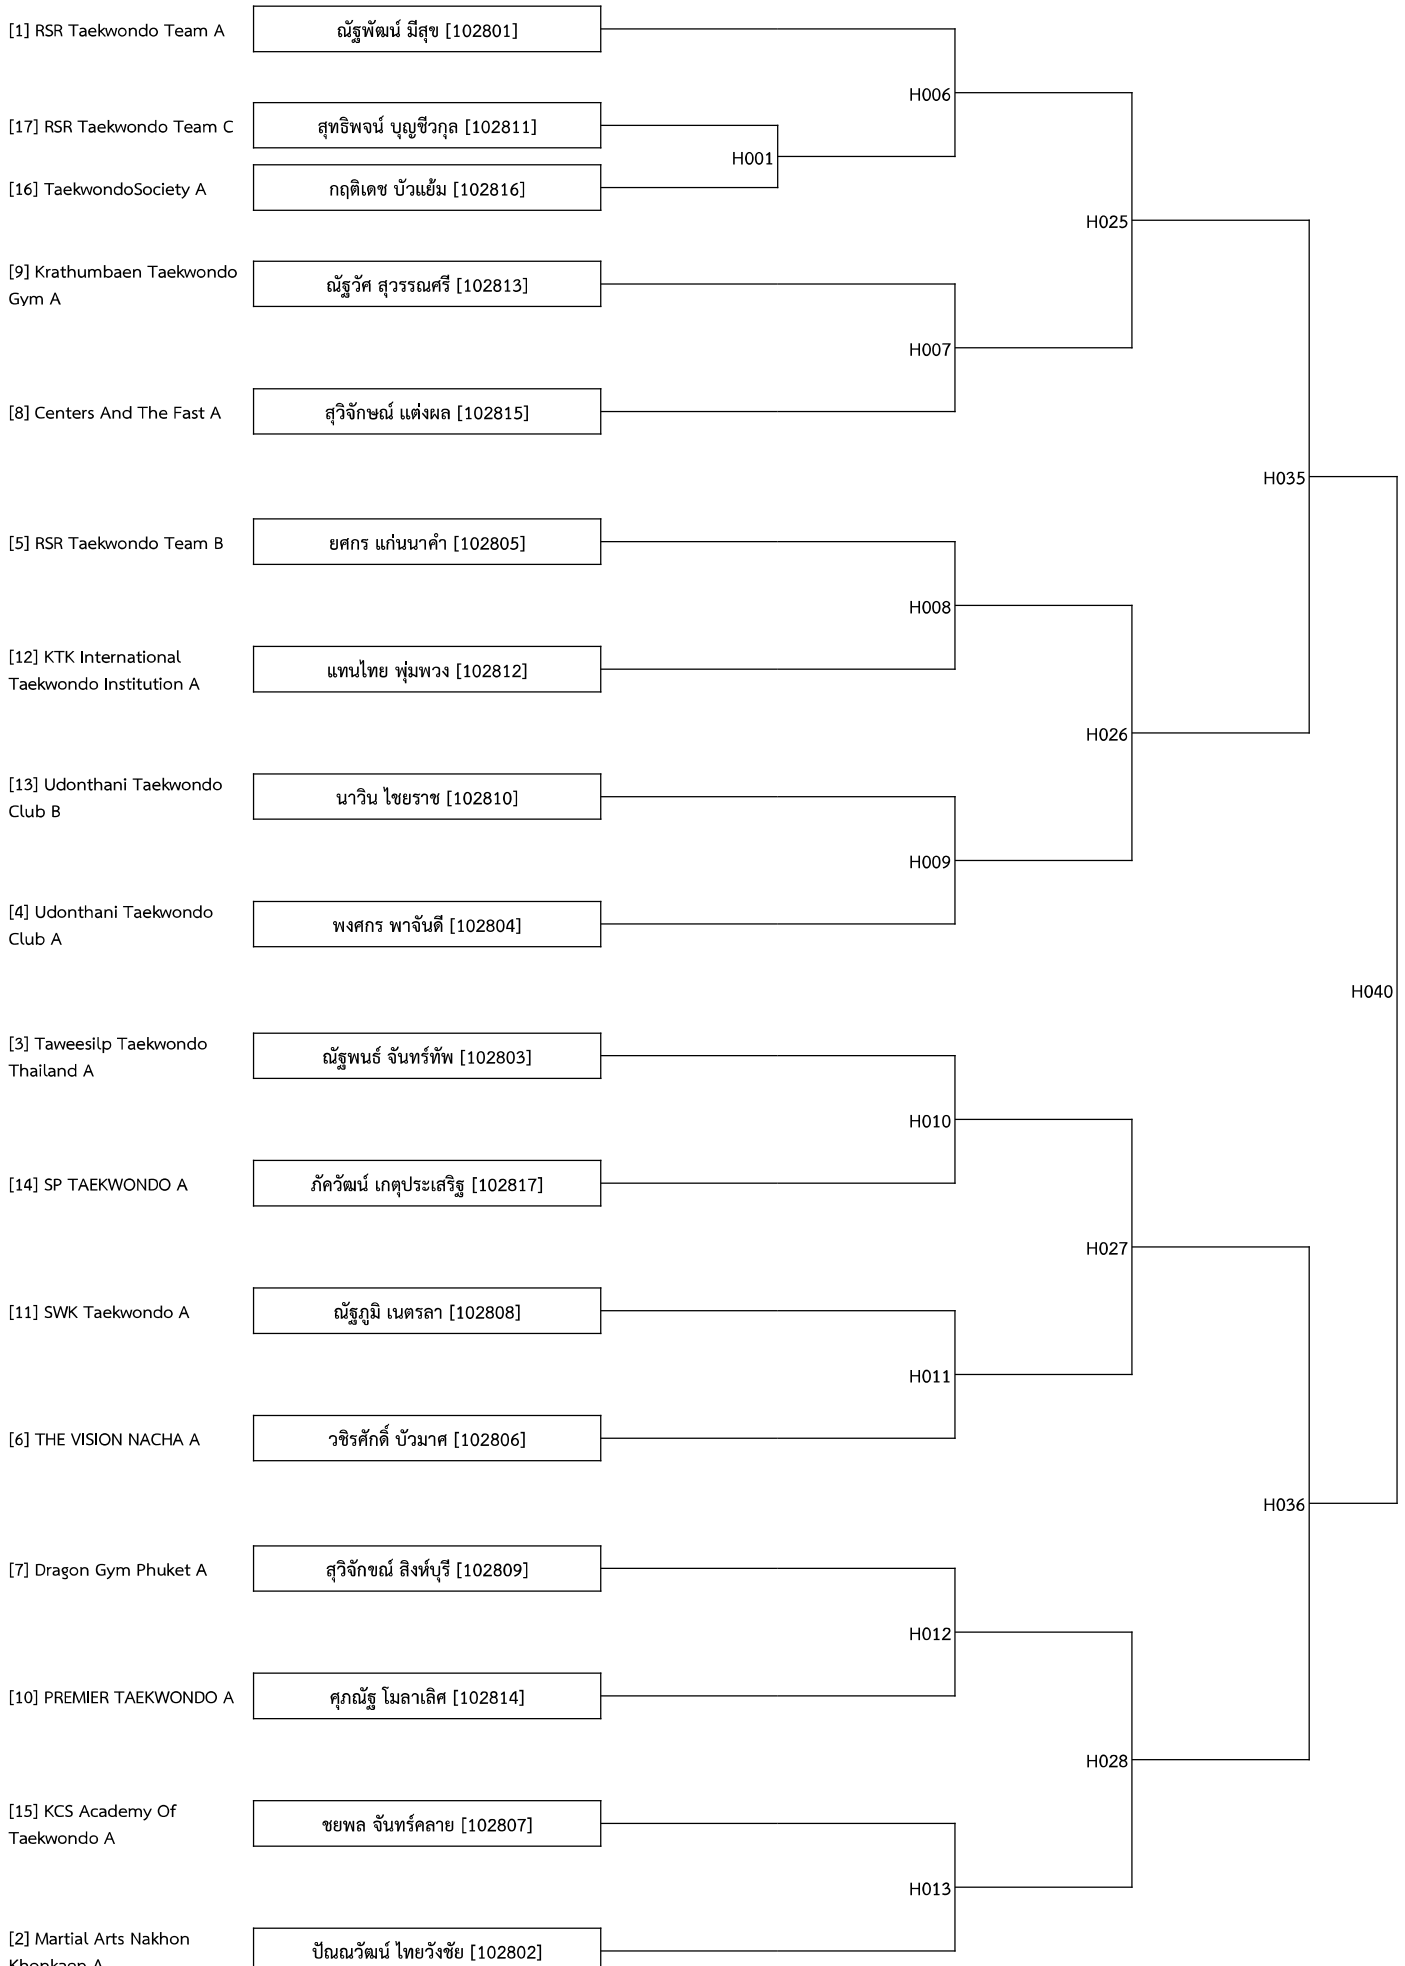 [1] RSR Taekwondo Team A
ณัฐพัฒน์ มีสุข [102801]
H006
[17] RSR Taekwondo Team C
สุทธิพจน์ บุญชีวกุล [102811]
H001
[16] TaekwondoSociety A
กฤติเดช บัวแย้ม [102816]
H025
[9] Krathumbaen Taekwondo
Gym A
ณัฐวัศ สุวรรณศรี [102813]
H007
[8] Centers And The Fast A
สุวิจักษณ์ แต่งผล [102815]
H035
[5] RSR Taekwondo Team B
ยศกร แก่นนาคำ [102805]
H008
[12] KTK International
Taekwondo Institution A
แทนไทย พุ่มพวง [102812]
H026
[13] Udonthani Taekwondo
Club B
นาวิน ไชยราช [102810]
H009
[4] Udonthani Taekwondo
Club A
พงศกร พาจันดี [102804]
H040
[3] Taweesilp Taekwondo
Thailand A
ณัฐพนธ์ จันทร์ทัพ [102803]
H010
[14] SP TAEKWONDO A
ภัควัฒน์ เกตุประเสริฐ [102817]
H027
[11] SWK Taekwondo A
ณัฐภูมิ เนตรลา [102808]
H011
[6] THE VISION NACHA A
วชิรศักดิ์ บัวมาศ [102806]
H036
[7] Dragon Gym Phuket A
สุวิจักขณ์ สิงห์บุรี [102809]
H012
[10] PREMIER TAEKWONDO A
ศุภณัฐ โมลาเลิศ [102814]
H028
[15] KCS Academy Of
Taekwondo A
ชยพล จันทร์คลาย [102807]
H013
[2] Martial Arts Nakhon
Khonkaen A
ปัณณวัฒน์ ไทยวังชัย [102802]